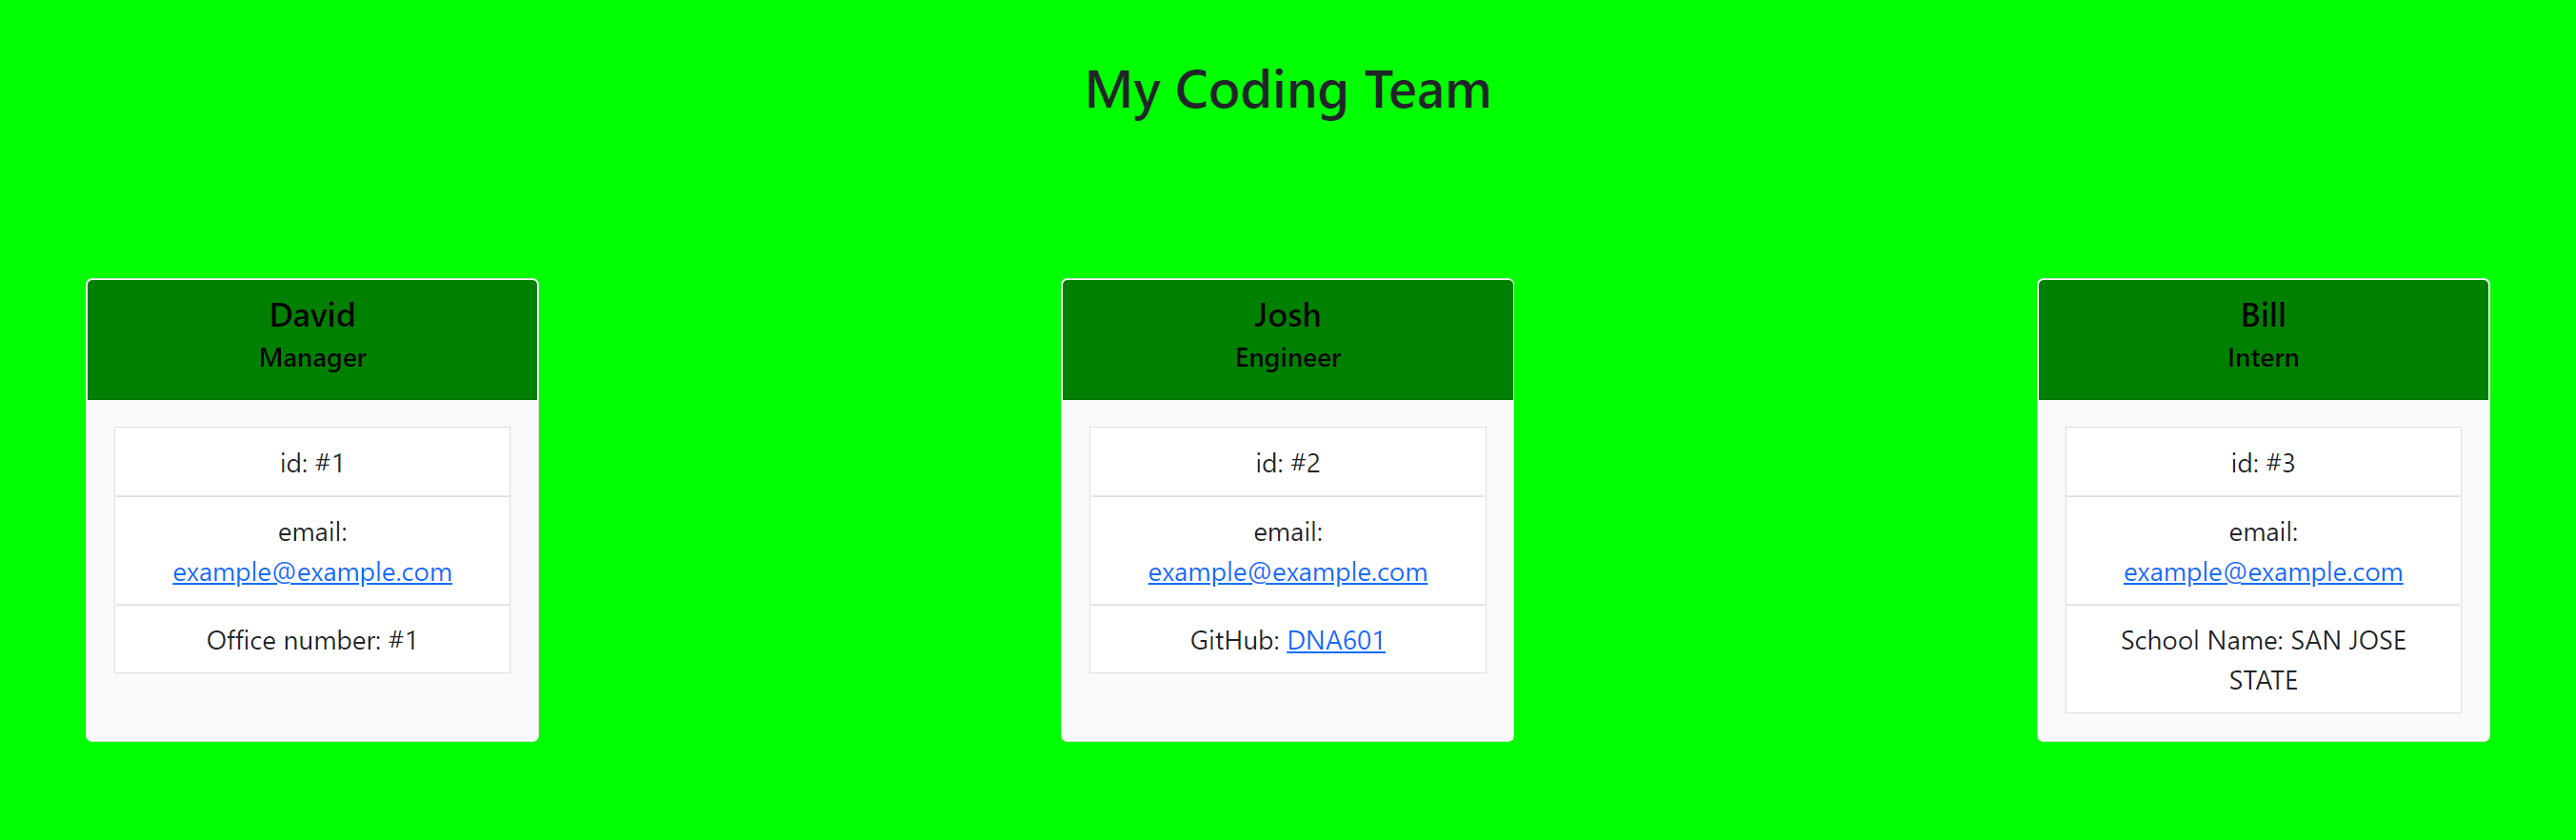 My Coding Team
David
Manager
id: #1
email:
example@example.com
Office number: #1
Josh
Engineer
id: #2
email:
example@example.com
GitHub: DNA601
Bill
Intern
id: #3
email:
example@example.com
School Name: SAN JOSE
STATE